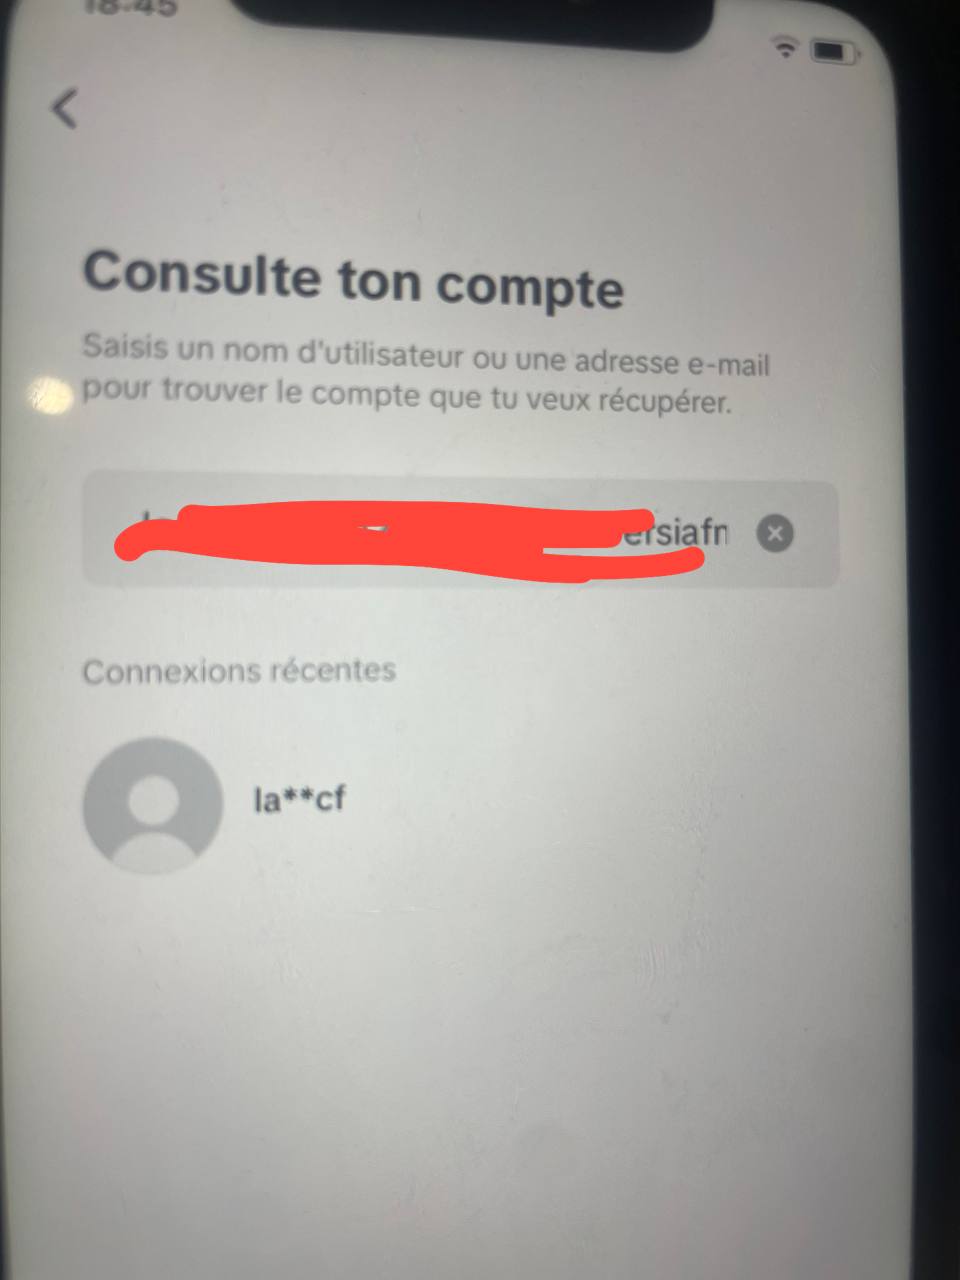 18:45
Consulte ton compte
Saisis un nom d'utilisateur ou une adresse e-mail
pour trouver le compte que tu veux récupérer.
ersiafn
Connexions récentes
la**cf